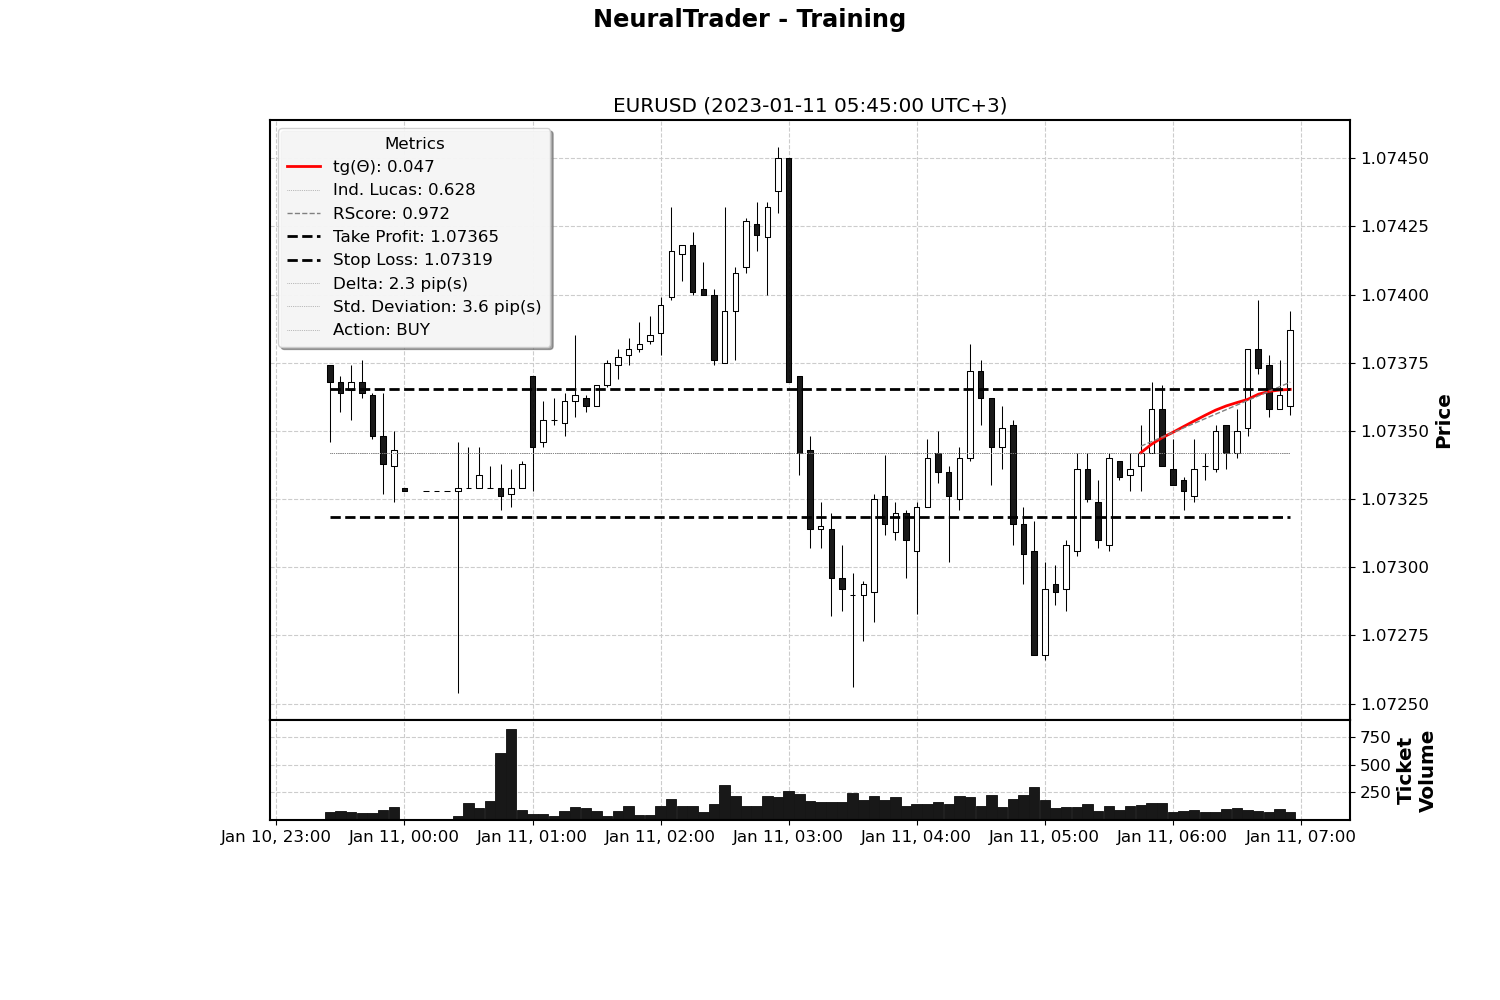 NeuralTrader - Training
EURUSD (2023-01-11 05:45:00 UTC+3)
Metrics
tg(Θ): 0.047
Ind. Lucas: 0.628
RScore: 0.972
Take Profit: 1.07365
Stop Loss: 1.07319
Delta: 2.3 pip(s)
Std. Deviation: 3.6 pip(s)
Action: BUY
1.07450
1.07425
1.07400
1.07375
1.07350
1.07325
1.07300
1.07275
1.07250
Price
750
500
250
Ticket
Volume
Jan 10, 23:00
Jan 11, 00:00
Jan 11, 01:00
Jan 11, 02:00
Jan 11, 03:00
Jan 11, 04:00
Jan 11, 05:00
Jan 11, 06:00
Jan 11, 07:00